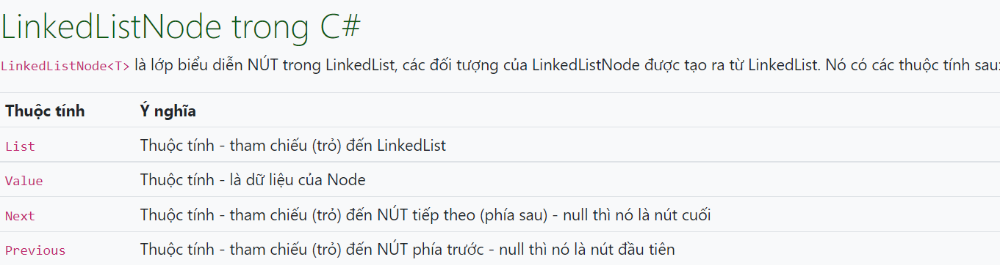 LinkedListNode trong C#
LinkedListNode<T> là lớp biểu diễn NÚT trong LinkedList, các đối tượng của LinkedListNode được tạo ra từ LinkedList. Nó có các thuộc tính sau:
Thuộc tính Ý nghĩa
List Thuộc tính - tham chiếu (trỏ) đến LinkedList
Value Thuộc tính - là dữ liệu của Node
Next Thuộc tính - tham chiếu (trỏ) đến NÚT tiếp theo (phía sau) - null thì nó là nút cuối
Previous Thuộc tính - tham chiếu (trỏ) đến NÚT phía trước - null thì nó là nút đầu tiên